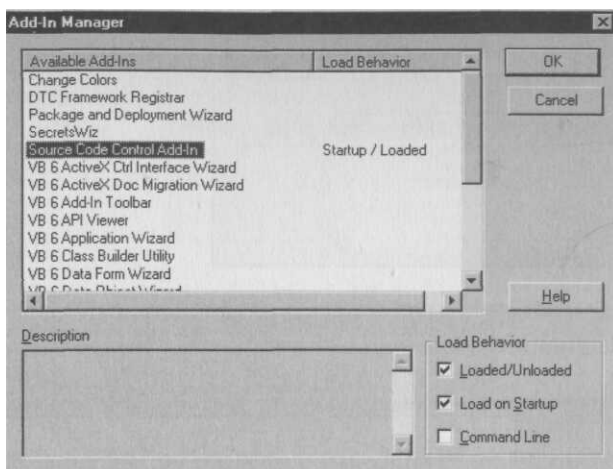 Add-In Manager
Available Add-Ins Load Behavior
Change Colors
DTC Framework Registrar
Package and Deployment Wizard
SecretsWiz
Source Code Control Add-In Startup / Loaded
VB 6 ActiveX Ctrl Interface Wizard
VB 6 ActiveX Doc Migration Wizard
VB 6 Add-In Toolbar
VB 6 API Viewer
VB 6 Application Wizard
VB 6 Class Builder Utility
VB 6 Data Form Wizard
OK
Cancel
Help
Description
Load Behavior
Loaded/Unloaded
Load on Startup
Command Line